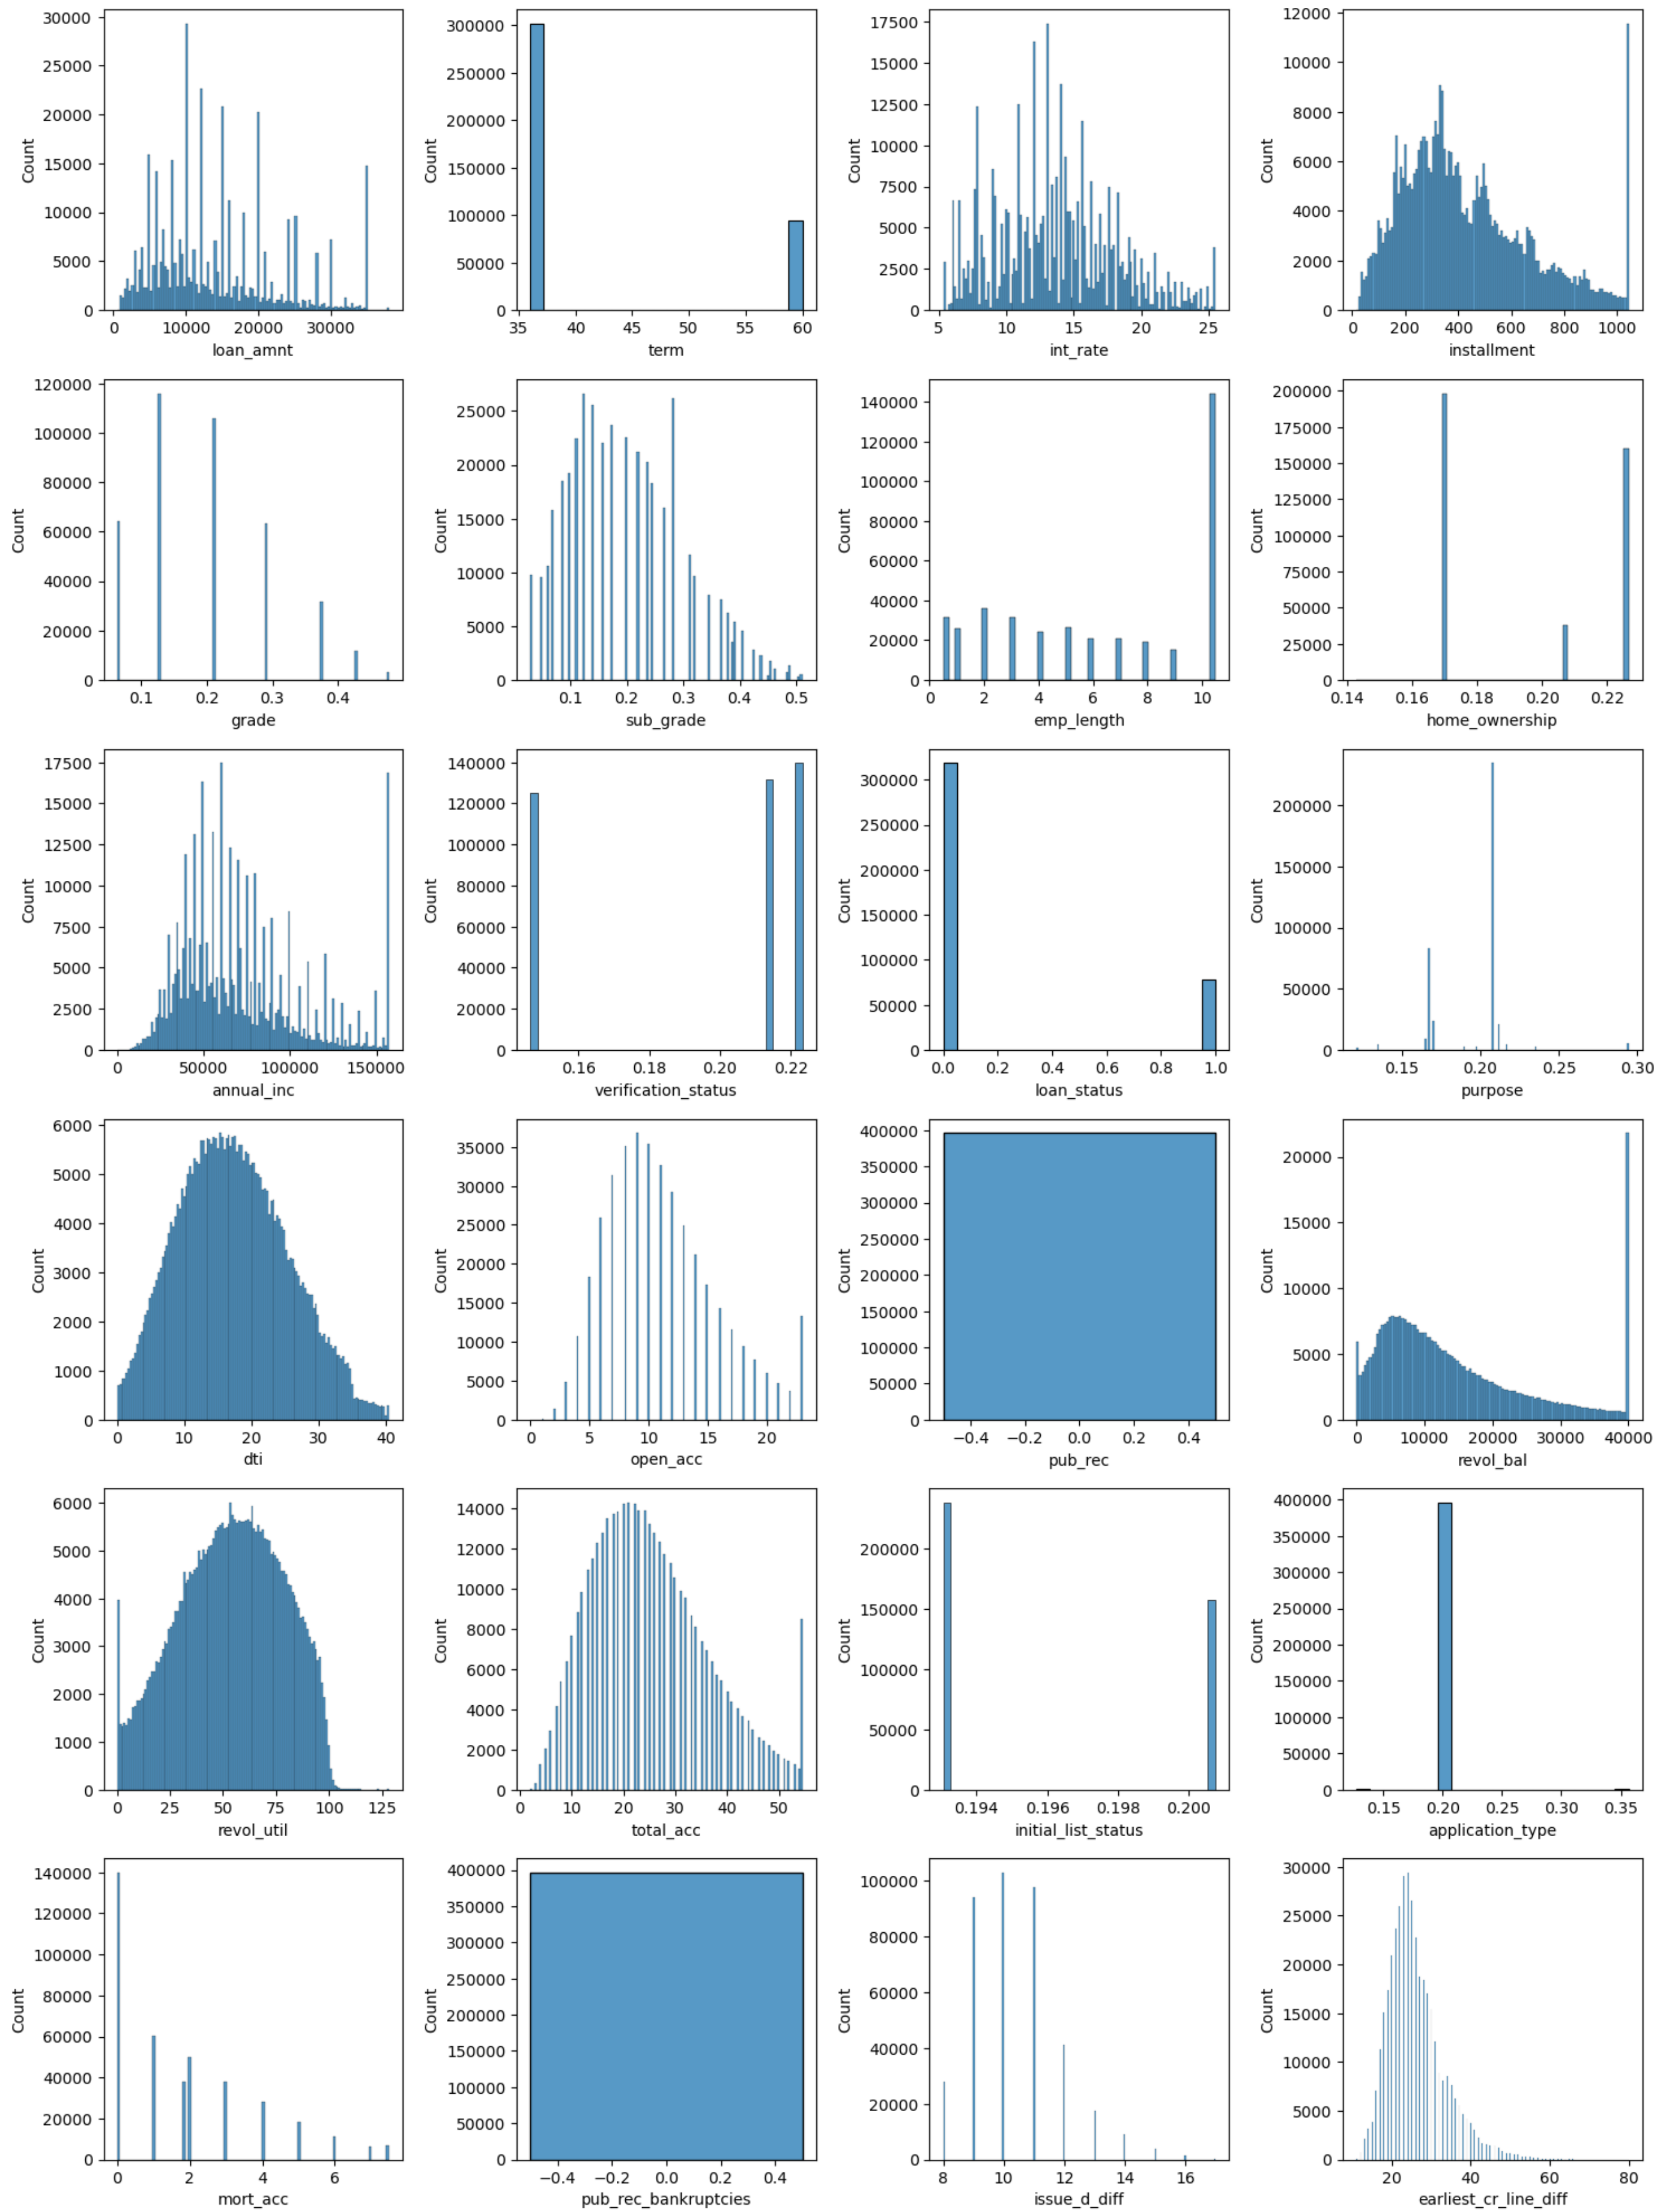 30000
25000
20000
15000
10000
5000
0
Count
0 10000 20000 30000
loan_amnt
300000
250000
200000
150000
100000
50000
0
Count
35 40 45 50 55 60
term
17500
15000
12500
10000
7500
5000
2500
0
Count
5 10 15 20 25
int_rate
12000
10000
8000
6000
4000
2000
0
Count
0 200 400 600 800 1000
installment
120000
100000
80000
60000
40000
20000
0
Count
0.1 0.2 0.3 0.4
grade
25000
20000
15000
10000
5000
0
Count
0.1 0.2 0.3 0.4 0.5
sub_grade
140000
120000
100000
80000
60000
40000
20000
0
Count
0 2 4 6 8 10
emp_length
200000
175000
150000
125000
100000
75000
50000
25000
0
Count
0.14 0.16 0.18 0.20 0.22
home_ownership
17500
15000
12500
10000
7500
5000
2500
0
Count
0 50000 100000 150000
annual_inc
140000
120000
100000
80000
60000
40000
20000
0
Count
0.16 0.18 0.20 0.22
verification_status
300000
250000
200000
150000
100000
50000
0
Count
0.0 0.2 0.4 0.6 0.8 1.0
loan_status
200000
150000
100000
50000
0
Count
0.15 0.20 0.25 0.30
purpose
6000
5000
4000
3000
2000
1000
0
Count
0 10 20 30 40
dti
35000
30000
25000
20000
15000
10000
5000
0
Count
0 5 10 15 20
open_acc
400000
350000
300000
250000
200000
150000
100000
50000
0
Count
−0.4 −0.2 0.0 0.2 0.4
pub_rec
20000
15000
10000
5000
0
Count
0 10000 20000 30000 40000
revol_bal
6000
5000
4000
3000
2000
1000
0
Count
0 25 50 75 100 125
revol_util
14000
12000
10000
8000
6000
4000
2000
0
Count
0 10 20 30 40 50
total_acc
200000
150000
100000
50000
0
Count
0.194 0.196 0.198 0.200
initial_list_status
400000
350000
300000
250000
200000
150000
100000
50000
0
Count
0.15 0.20 0.25 0.30 0.35
application_type
140000
120000
100000
80000
60000
40000
20000
0
Count
0 2 4 6
mort_acc
400000
350000
300000
250000
200000
150000
100000
50000
0
Count
−0.4 −0.2 0.0 0.2 0.4
pub_rec_bankruptcies
100000
80000
60000
40000
20000
0
Count
8 10 12 14 16
issue_d_diff
30000
25000
20000
15000
10000
5000
0
Count
20 40 60 80
earliest_cr_line_diff